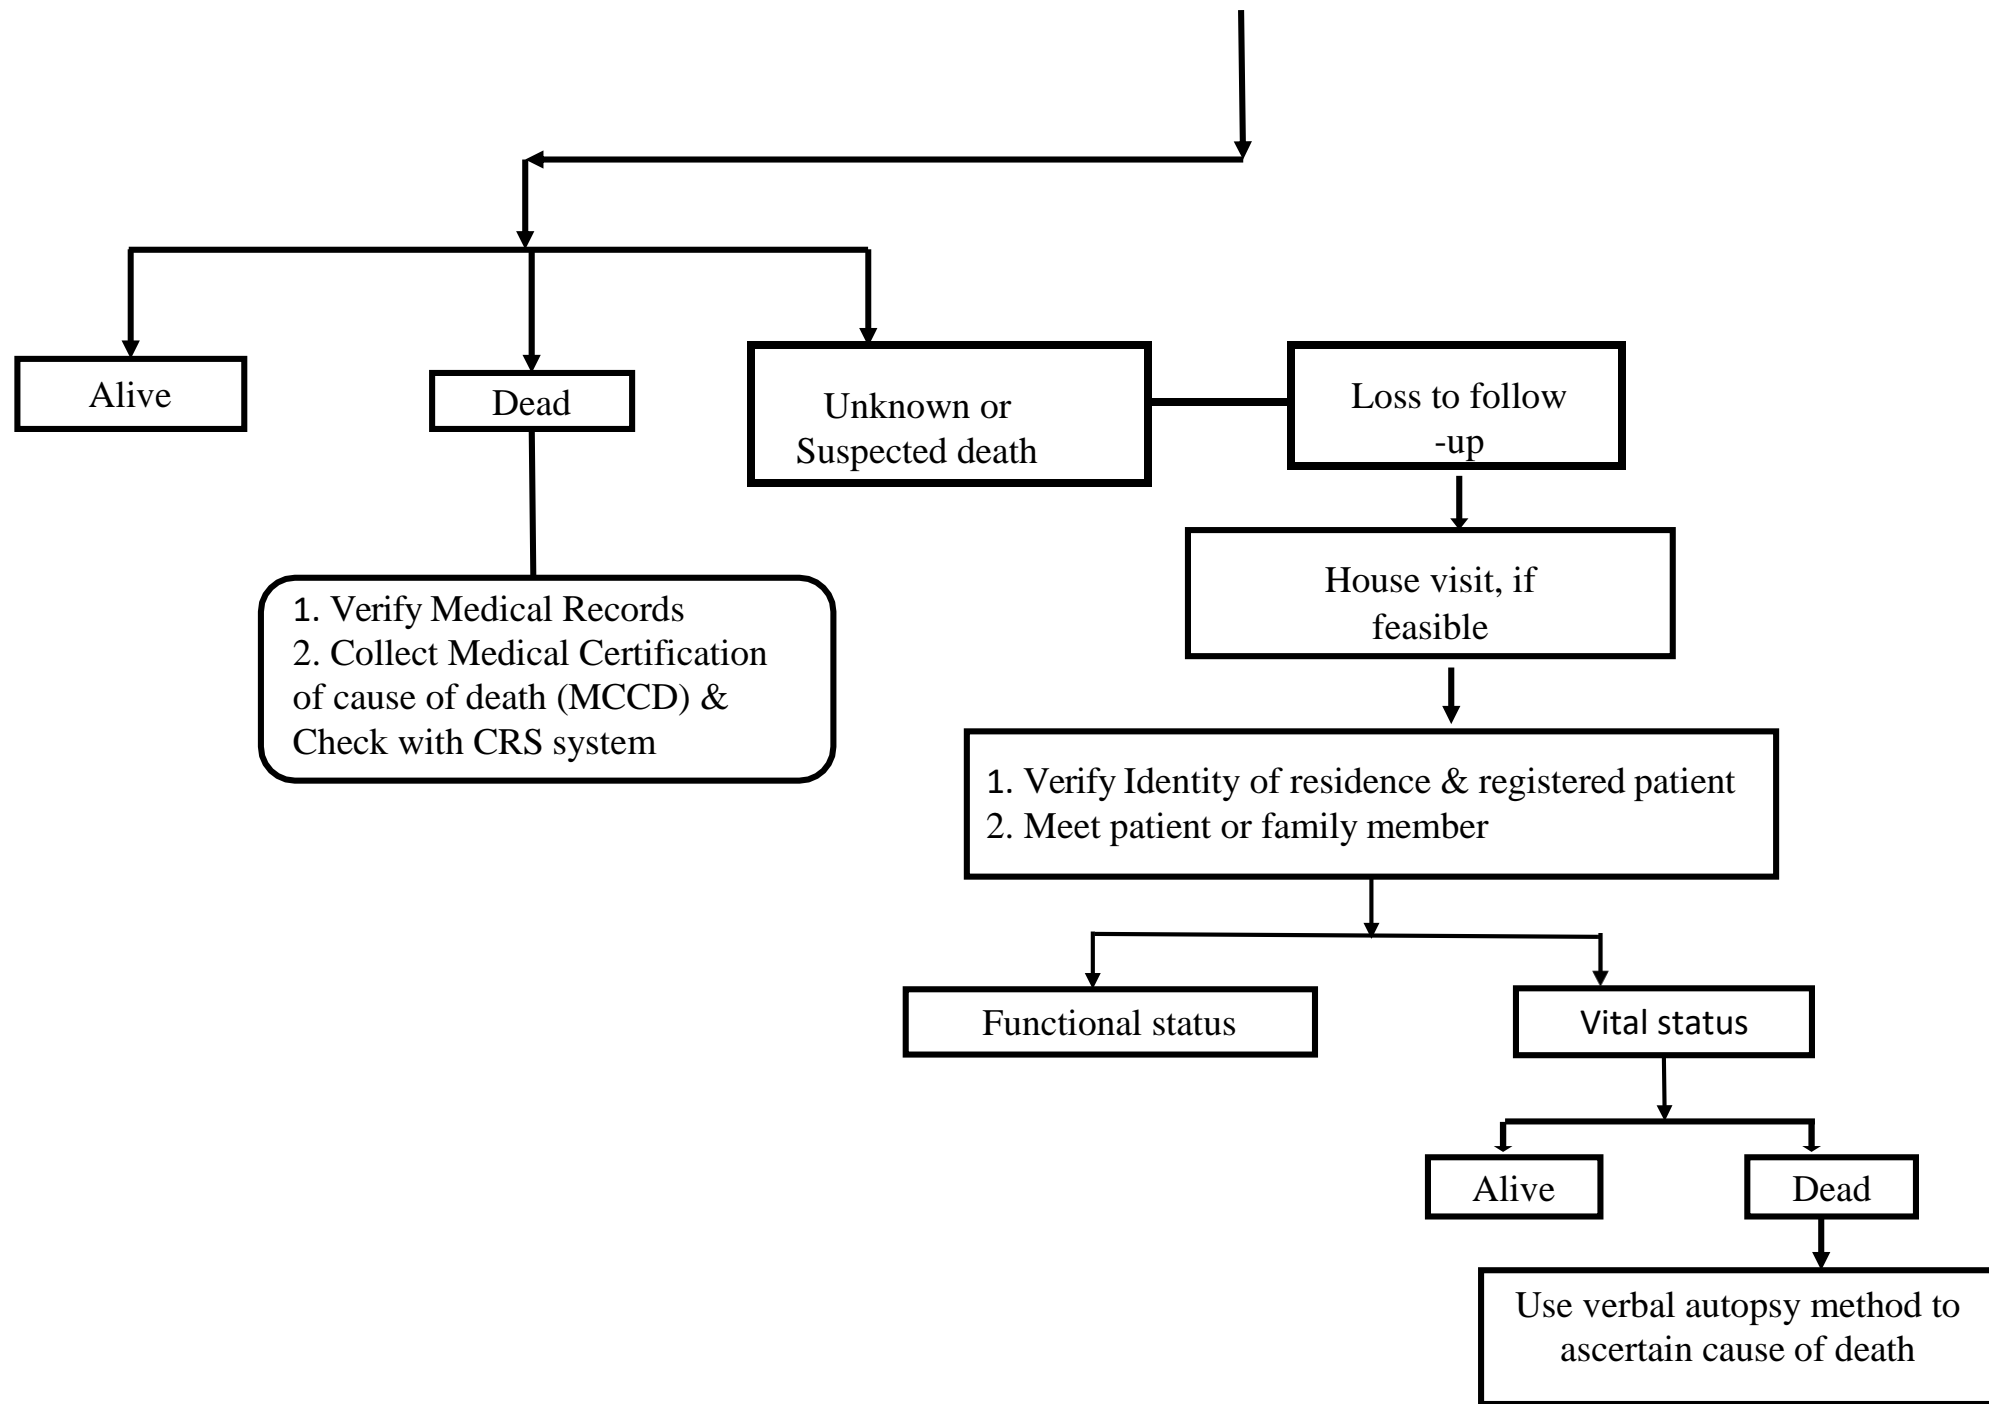 Alive
Dead
Unknown or
Suspected death
Loss to follow
-up
House visit, if
feasible
1. Verify Medical Records
2. Collect Medical Certification
of cause of death (MCCD) &
Check with CRS system
1. Verify Identity of residence & registered patient
2. Meet patient or family member
Functional status
Vital status
Alive
Dead
Use verbal autopsy method to
ascertain cause of death